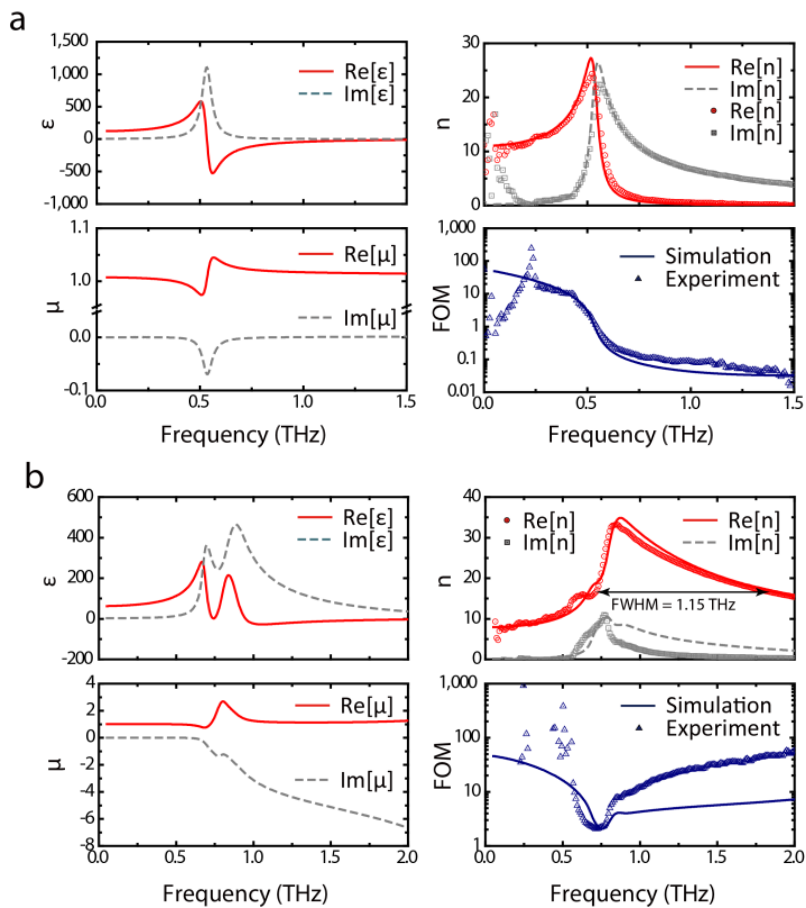 a
1,500
1,000
500
0
-500
-1,000
ε
Re[ε]
Im[ε]
30
20
10
0
n
Re[n]
Im[n]
Re[n]
Im[n]
1.1
1.0
0.0
-0.1
μ
Re[μ]
Im[μ]
0.0 0.5 1.0 1.5
Frequency (THz)
1,000
100
10
1
0.1
0.01
FOM
Simulation
Experiment
0.0 0.5 1.0 1.5
Frequency (THz)
b
600
400
200
0
-200
ε
Re[ε]
Im[ε]
40
30
20
10
0
n
Re[n]
Im[n]
Re[n]
Im[n]
FWHM = 1.15 THz
4
2
0
-2
-4
-6
-8
μ
Re[μ]
Im[μ]
0.0 0.5 1.0 1.5 2.0
Frequency (THz)
1,000
100
10
1
FOM
Simulation
Experiment
0.0 0.5 1.0 1.5 2.0
Frequency (THz)